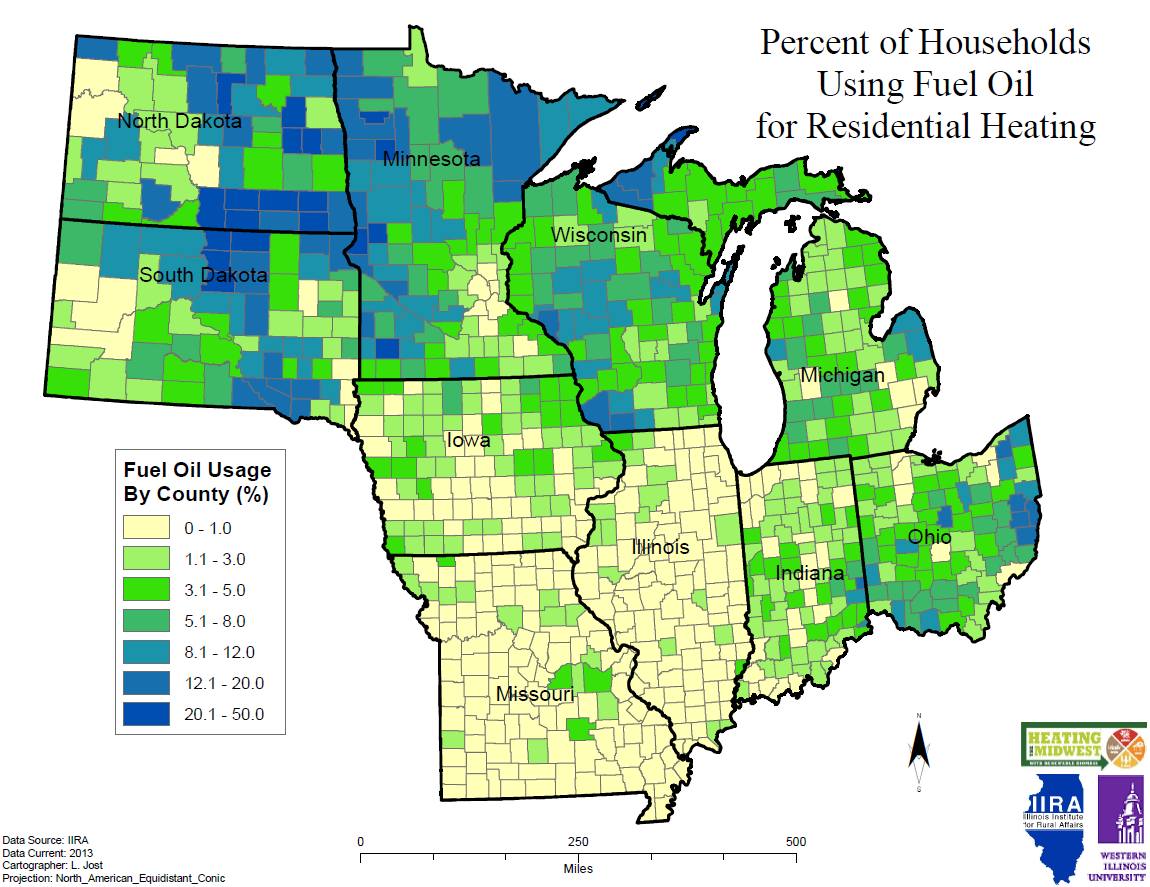 Percent of Households
Using Fuel Oil
for Residential Heating
North Dakota
Minnesota
Wisconsin
South Dakota
Michigan
Iowa
Ohio
Illinois
Indiana
Missouri
Fuel Oil Usage
By County (%)
0 - 1.0
1.1 - 3.0
3.1 - 5.0
5.1 - 8.0
8.1 - 12.0
12.1 - 20.0
20.1 - 50.0
N
S
HEATING
THE MIDWEST
WITH RENEWABLE BIOMASS
IIRA
Illinois Institute
for Rural Affairs
WESTERN
ILLINOIS
UNIVERSITY
Data Source: IIRA
Data Current: 2013
Cartographer: L. Jost
Projection: North_American_Equidistant_Conic
0 250 500
Miles